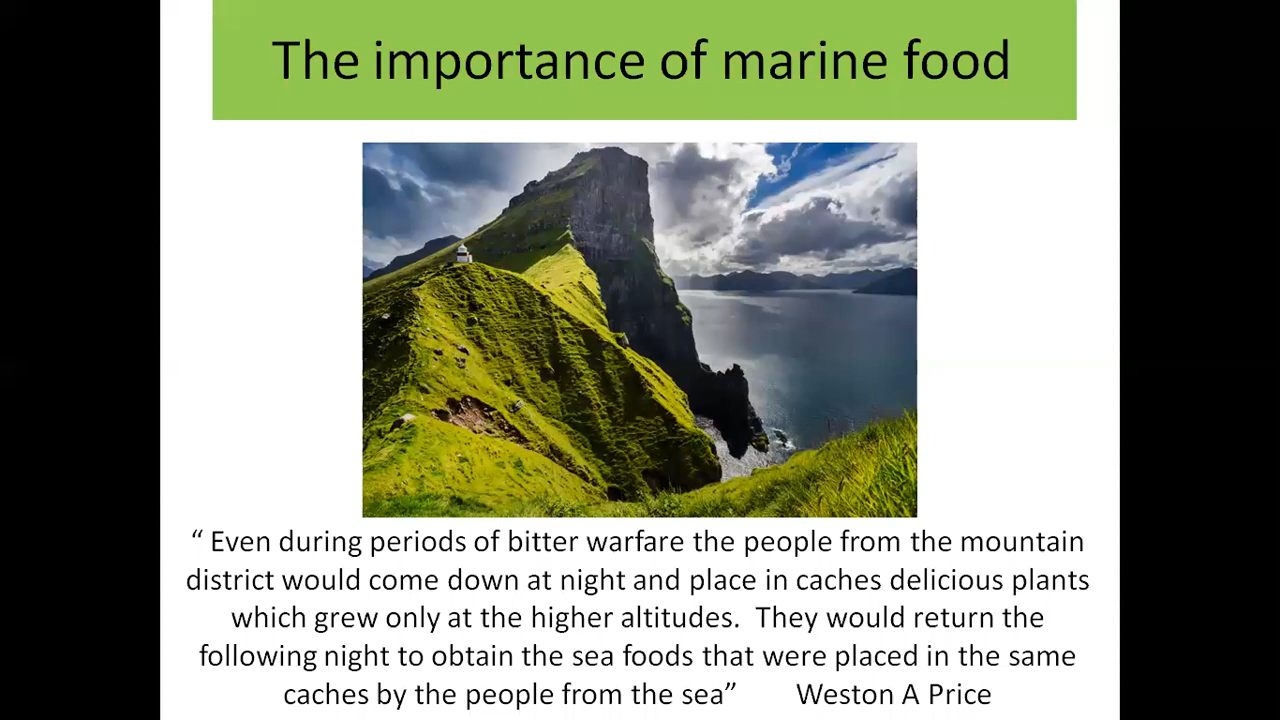 The importance of marine food
“ Even during periods of bitter warfare the people from the mountain
district would come down at night and place in caches delicious plants
which grew only at the higher altitudes.  They would return the
following night to obtain the sea foods that were placed in the same
caches by the people from the sea”        Weston A Price